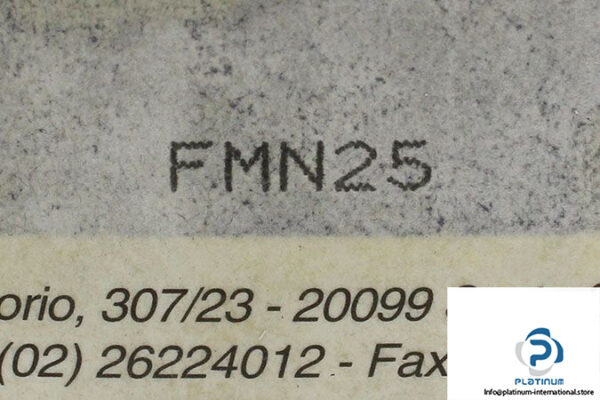 FMN25
orio, 307/23 - 20099
(02) 26224012 - Fax
PLATINUM
Info@platinum-international.store